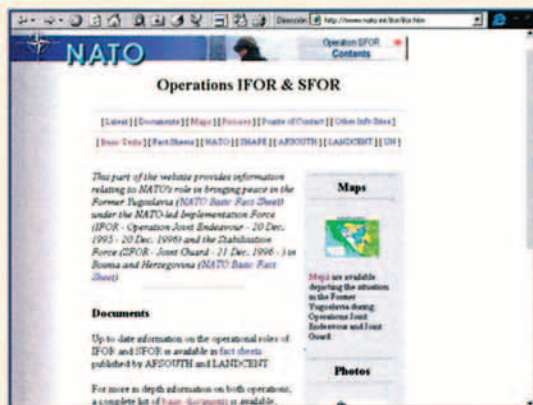 Dirección http://www.nato.int/ifor/ifor.htm
NATO
Operation SFOR
Contents
Operations IFOR & SFOR
[ Latest ] [ Documents ] [ Maps ] [ Pictures ] [ Points of Contact ] [ Other Info Sites ]
[ Basic Texts ] [ Fact Sheets ] [ NATO ] [ SHAPE ] [ AFSOUTH ] [ LANDCENT ] [ UN ]
This part of the website provides information
relating to NATO's role in bringing peace in the
Former Yugoslavia (NATO Basic Fact Sheet)
under the NATO-led Implementation Force
(IFOR - Operation Joint Endeavour - 20 Dec.
1995 - 20 Dec. 1996) and the Stabilisation
Force (SFOR - Joint Guard - 21 Dec. 1996 - ) in
Bosnia and Herzegovina (NATO Basic Fact
Sheet).
Documents
Up to date information on the operational roles of
IFOR and SFOR is available in fact sheets
published by AFSOUTH and LANDCENT
For more in depth information on both operations,
a complete list of basic documents is available.
Maps
Maps are available
depicting the situation
in the Former
Yugoslavia during
Operations Joint
Endeavour and Joint
Guard.
Photos